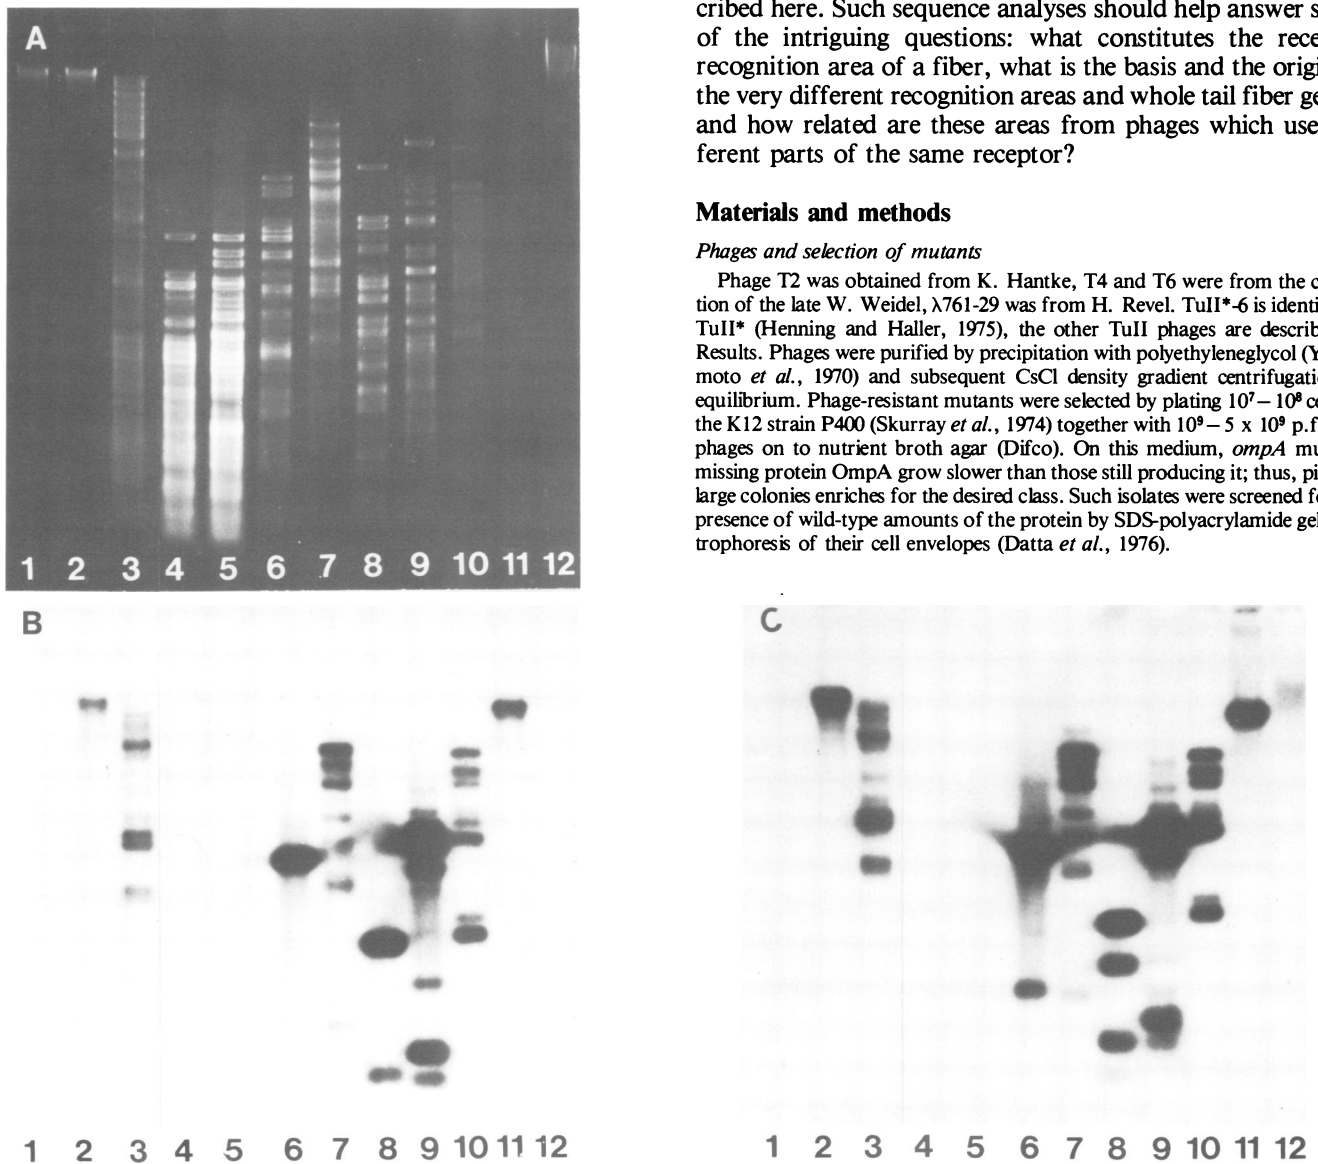 A
1 2 3 4 5 6 7 8 9 10 11 12
cribed here. Such sequence analyses should help answer
of the intriguing questions: what constitutes the
recognition area of a fiber, what is the basis and the
the very different recognition areas and whole tail fiber
and how related are these areas from phages which use
ferent parts of the same receptor?
Materials and methods
Phages and selection of mutants
Phage T2 was obtained from K. Hantke, T4 and T6 were from the
tion of the late W. Weidel, λ761-29 was from H. Revel. TuII*-6 is
TuII* (Henning and Haller, 1975), the other TuII phages are
Results. Phages were purified by precipitation with polyethyleneglycol
moto et al., 1970) and subsequent CsCl density gradient
equilibrium. Phage-resistant mutants were selected by plating 10⁷–10⁸
the K12 strain P400 (Skurray et al., 1974) together with 10⁹–5 x 10⁹
phages on to nutrient broth agar (Difco). On this medium, ompA
missing protein OmpA grow slower than those still producing it; thus,
large colonies enriches for the desired class. Such isolates were screened
presence of wild-type amounts of the protein by SDS-polyacrylamide
trophoresis of their cell envelopes (Datta et al., 1976).
B
1 2 3 4 5 6 7 8 9 10 11 12
C
1 2 3 4 5 6 7 8 9 10 11 12